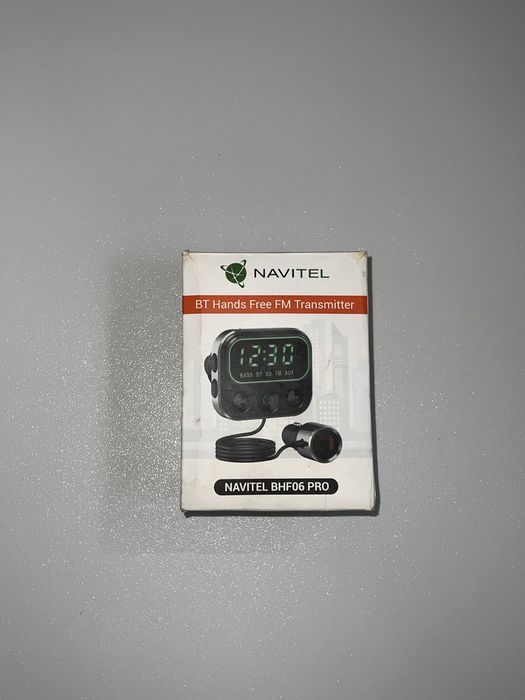 NAVITEL
BT Hands Free FM Transmitter
12:30
BASS BT SD TM AUX
NAVITEL BHF06 PRO